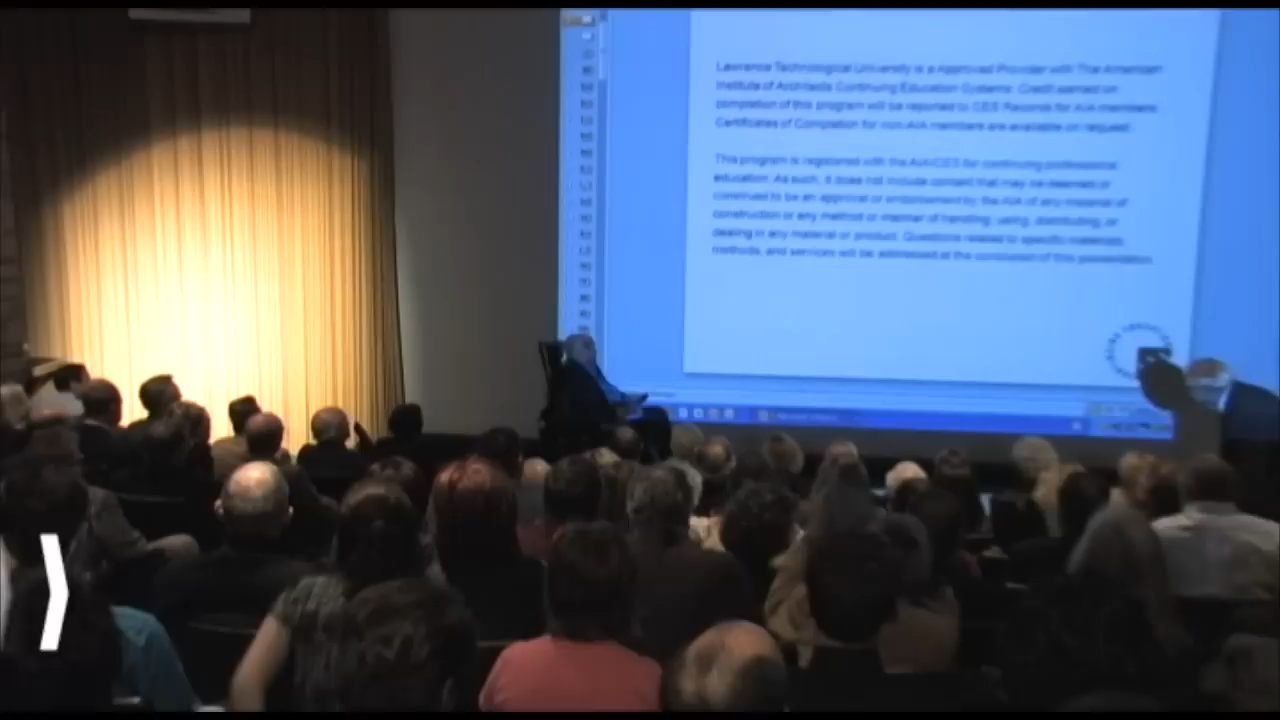 Lawrence Technological University is a Approved Provider with The American
Institute of Architects Continuing Education Systems. Credit earned on
completion of this program will be reported to CES Records for AIA members.
Certificates of Completion for non-AIA members are available on request.
This program is registered with the AIA/CES for continuing professional
education. As such, it does not include content that may be deemed or
construed to be an approval or endorsement by the AIA of any material of
construction or any method or manner of handling, using, distributing, or
dealing in any material or product. Questions related to specific materials,
methods, and services will be addressed at the conclusion of this presentation.